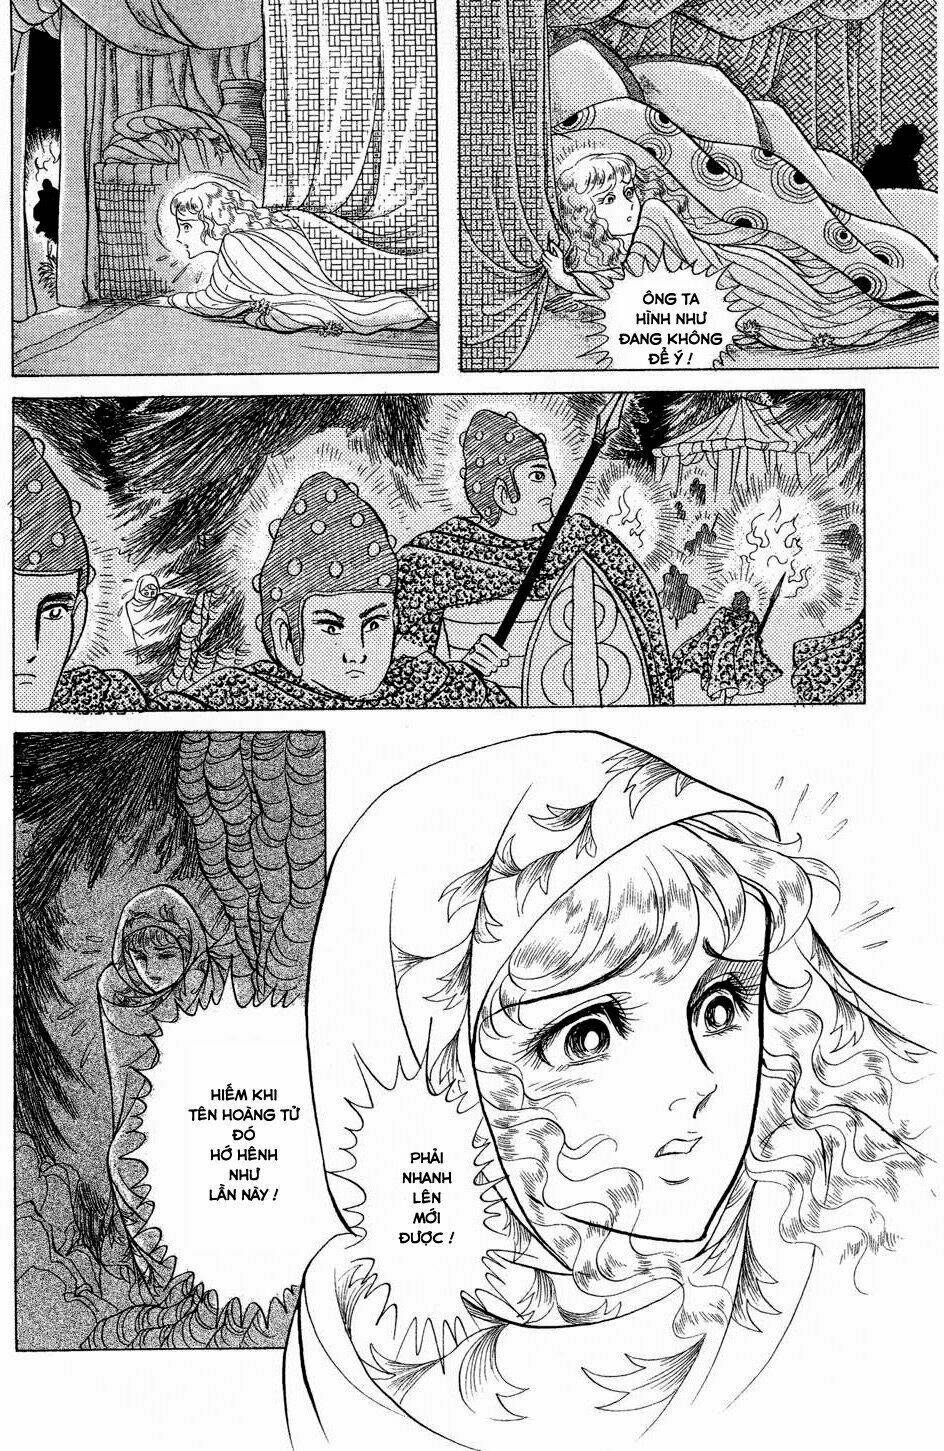 ÔNG TA
HÌNH NHƯ
ĐANG KHÔNG
ĐỂ Ý !
HIẾM KHI
TÊN HOÀNG TỬ
ĐÓ
HỚ HÊNH
NHƯ
LẦN NÀY !
PHẢI
NHANH
LÊN
MỚI
ĐƯỢC !